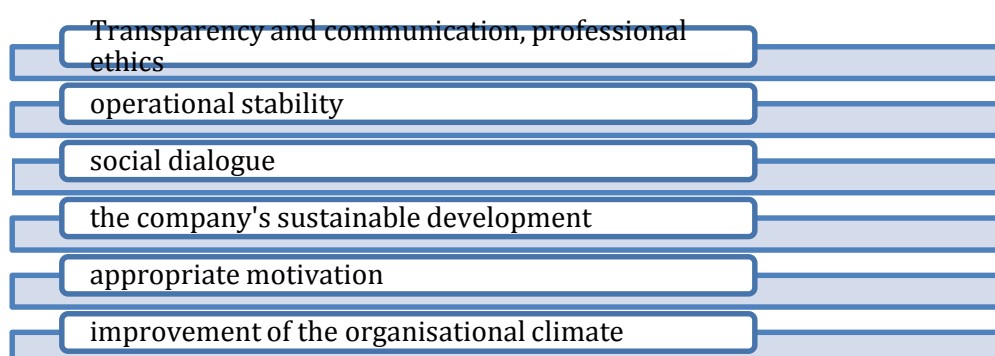 Transparency and communication, professional
ethics
operational stability
social dialogue
the company's sustainable development
appropriate motivation
improvement of the organisational climate